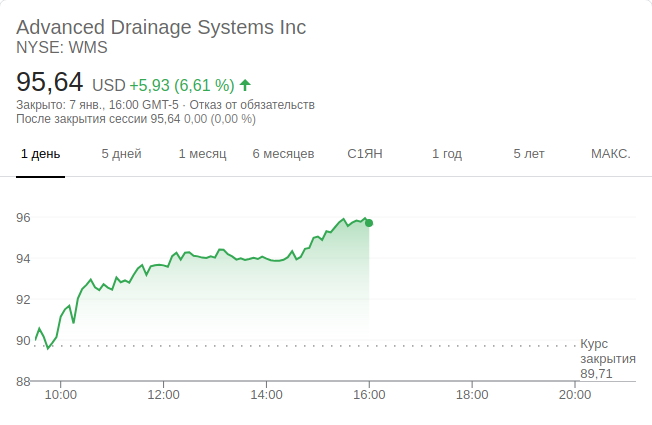 Advanced Drainage Systems Inc
NYSE: WMS
95,64 USD +5,93 (6,61 %)
Закрыто: 7 янв., 16:00 GMT-5 · Отказ от обязательств
После закрытия сессии 95,64 0,00 (0,00 %)
1 день 5 дней 1 месяц 6 месяцев С1ЯН 1 год 5 лет МАКС.
96
94
92
90
88
Курс
закрытия
89,71
10:00 12:00 14:00 16:00 18:00 20:00